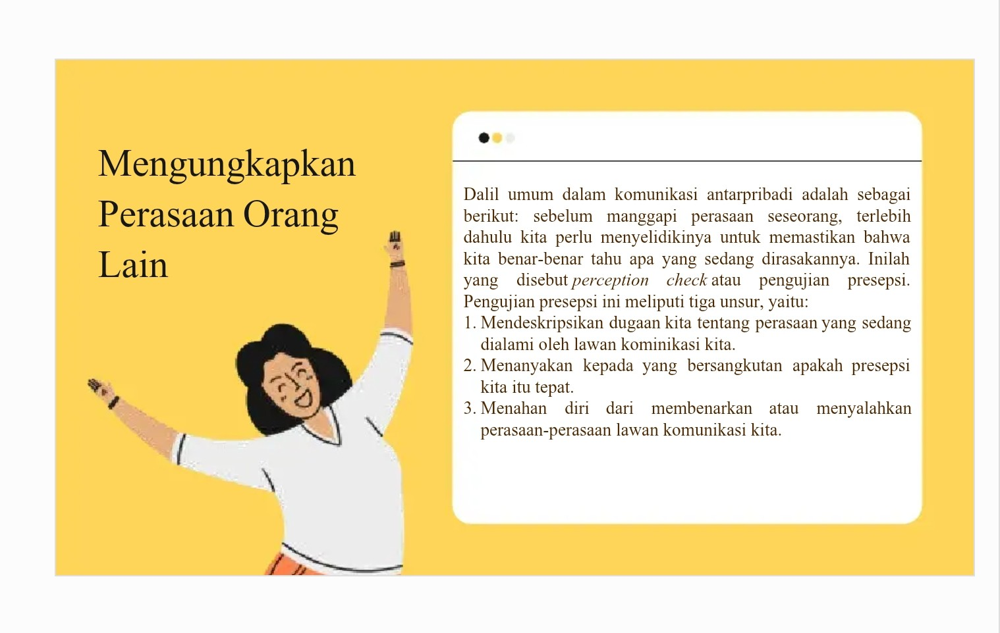 Mengungkapkan
Perasaan Orang
Lain
Dalil umum dalam komunikasi antarpribadi adalah sebagai
berikut: sebelum manggapi perasaan seseorang, terlebih
dahulu kita perlu menyelidikinya untuk memastikan bahwa
kita benar-benar tahu apa yang sedang dirasakannya. Inilah
yang disebut perception check atau pengujian presepsi.
Pengujian presepsi ini meliputi tiga unsur, yaitu:
1. Mendeskripsikan dugaan kita tentang perasaan yang sedang
dialami oleh lawan kominikasi kita.
2. Menanyakan kepada yang bersangkutan apakah presepsi
kita itu tepat.
3. Menahan diri dari membenarkan atau menyalahkan
perasaan-perasaan lawan komunikasi kita.